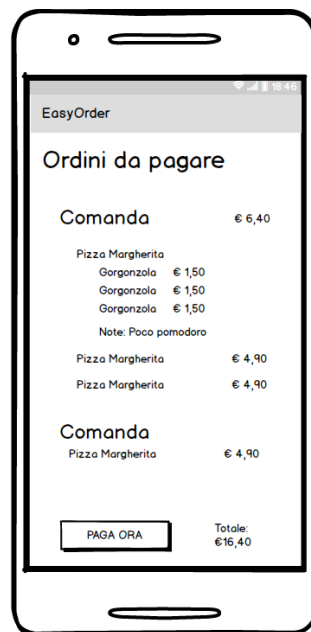 18:46
EasyOrder
Ordini da pagare
Comanda € 6,40
Pizza Margherita
Gorgonzola € 1,50
Gorgonzola € 1,50
Gorgonzola € 1,50
Note: Poco pomodoro
Pizza Margherita € 4,90
Pizza Margherita € 4,90
Comanda
Pizza Margherita € 4,90
PAGA ORA
Totale:
€16,40